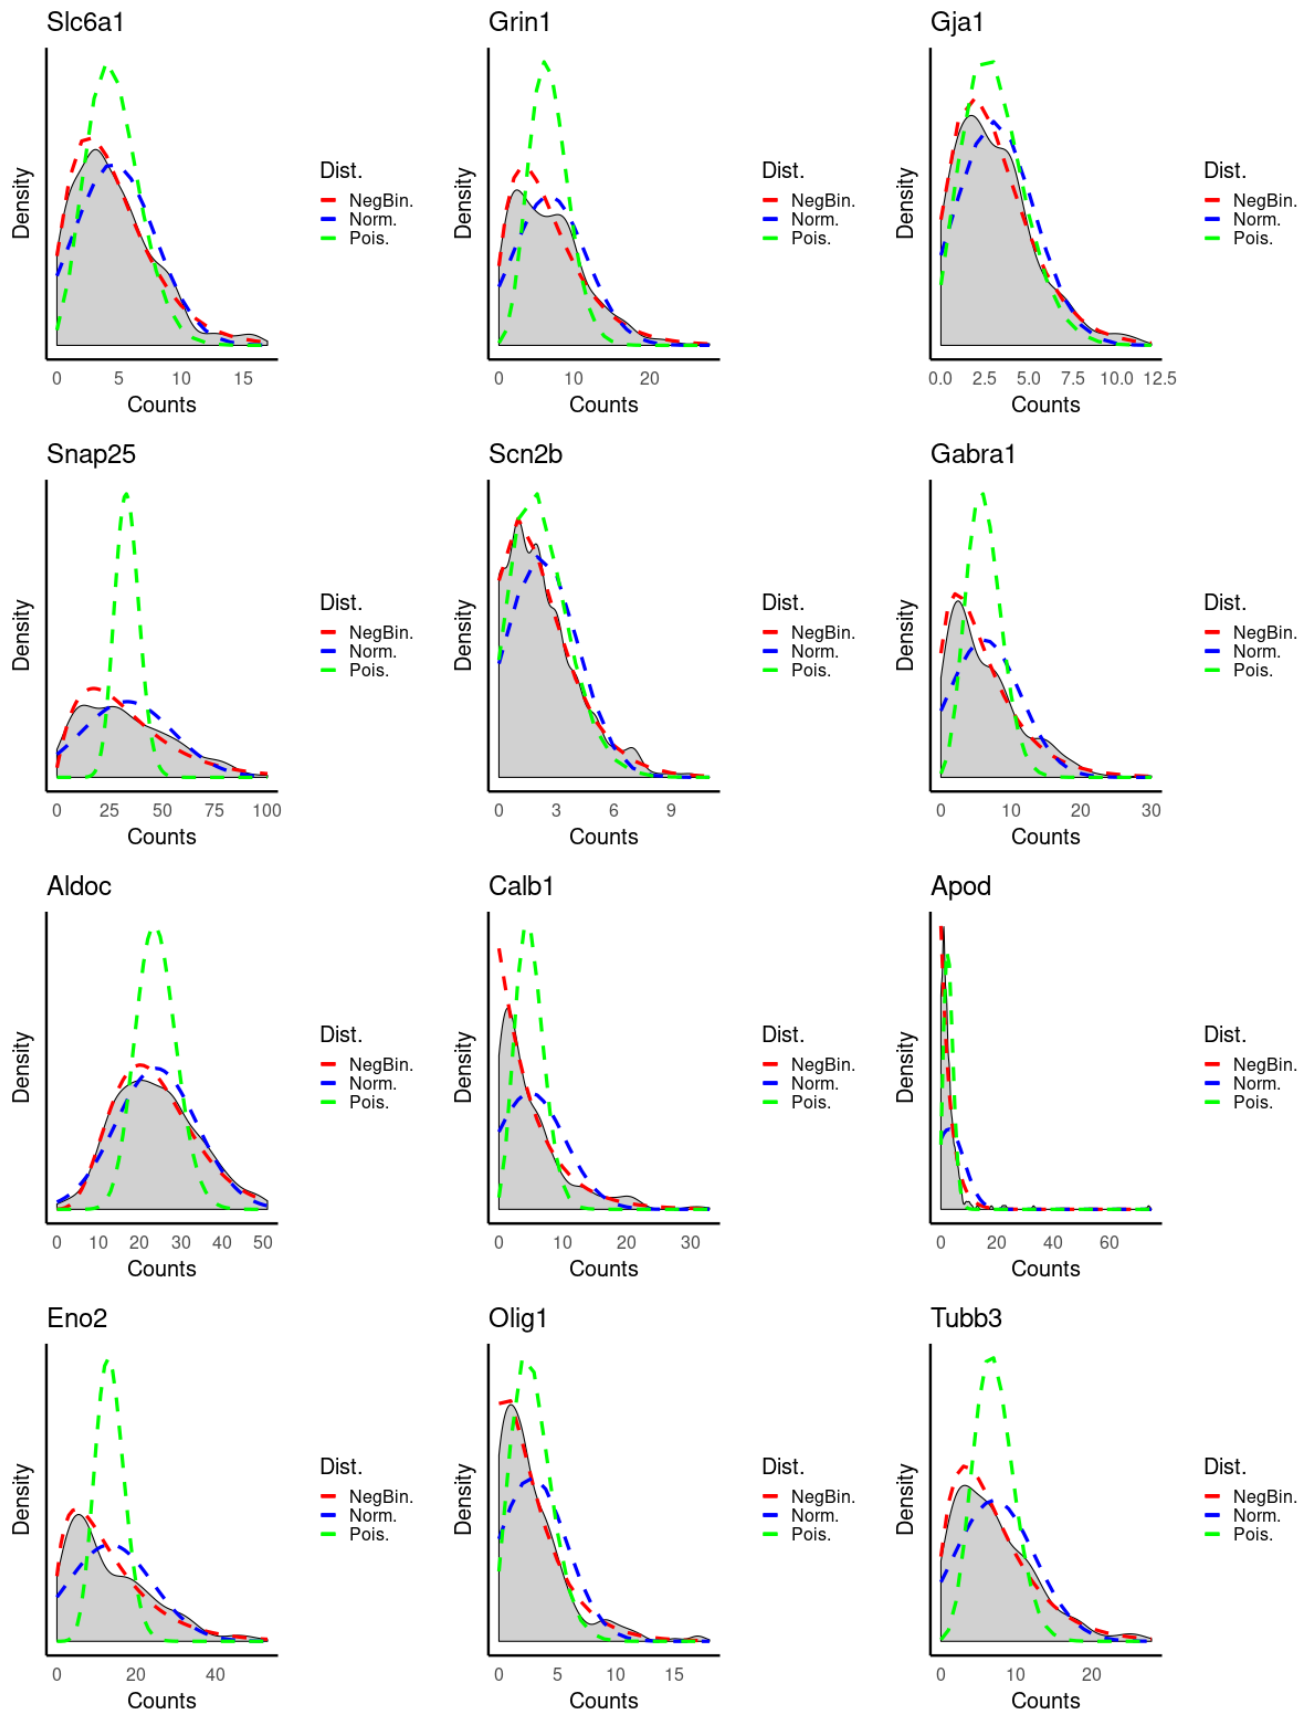 Slc6a1
Grin1
Gja1
Density
Dist.
NegBin.
Norm.
Pois.
0 5 10 15
Counts
Density
Dist.
NegBin.
Norm.
Pois.
0 10 20
Counts
Density
Dist.
NegBin.
Norm.
Pois.
0.0 2.5 5.0 7.5 10.0 12.5
Counts
Snap25
Scn2b
Gabra1
Density
Dist.
NegBin.
Norm.
Pois.
0 25 50 75 100
Counts
Density
Dist.
NegBin.
Norm.
Pois.
0 3 6 9
Counts
Density
Dist.
NegBin.
Norm.
Pois.
0 10 20 30
Counts
Aldoc
Calb1
Apod
Density
Dist.
NegBin.
Norm.
Pois.
0 10 20 30 40 50
Counts
Density
Dist.
NegBin.
Norm.
Pois.
0 10 20 30
Counts
Density
Dist.
NegBin.
Norm.
Pois.
0 20 40 60
Counts
Eno2
Olig1
Tubb3
Density
Dist.
NegBin.
Norm.
Pois.
0 20 40
Counts
Density
Dist.
NegBin.
Norm.
Pois.
0 5 10 15
Counts
Density
Dist.
NegBin.
Norm.
Pois.
0 10 20
Counts